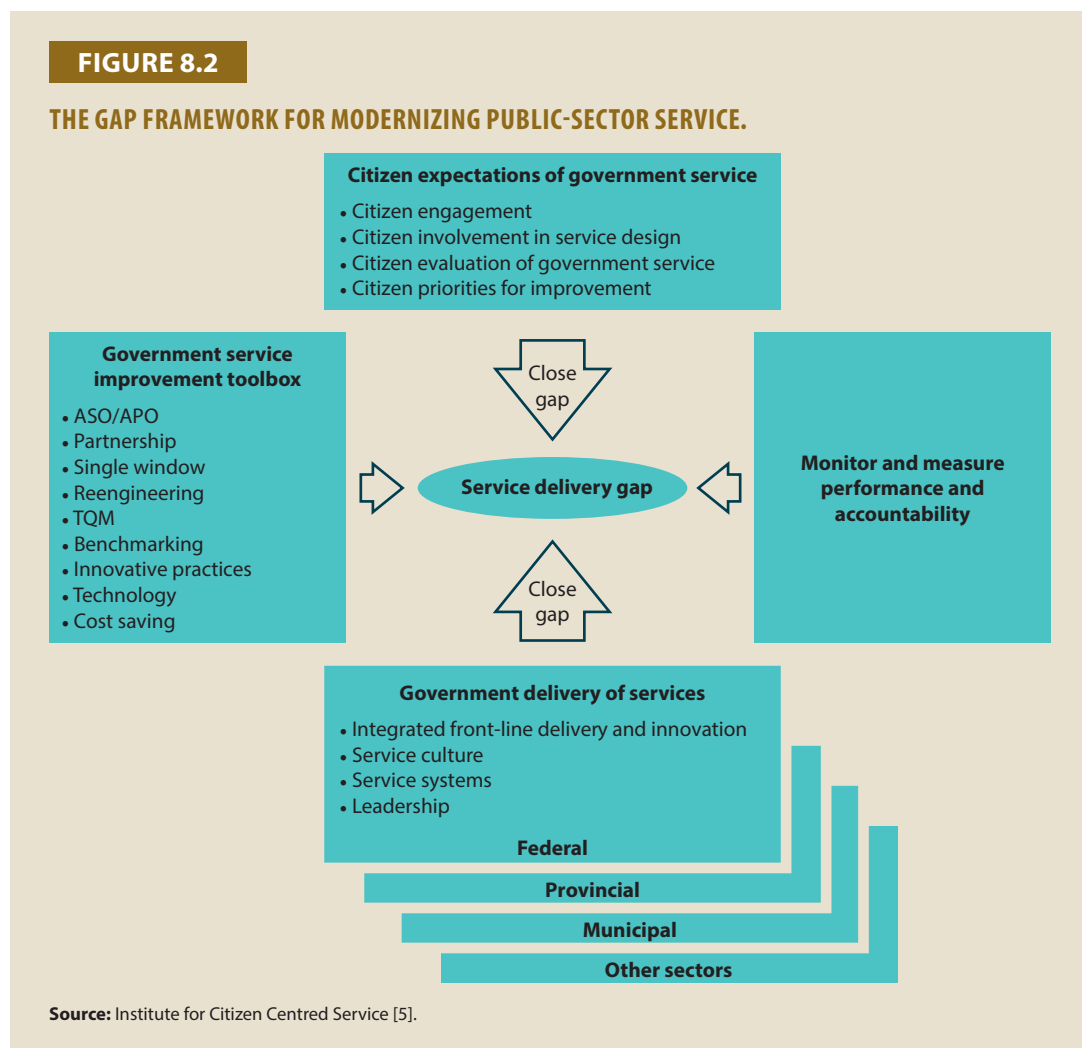 FIGURE 8.2
THE GAP FRAMEWORK FOR MODERNIZING PUBLIC-SECTOR SERVICE.
Citizen expectations of government service
• Citizen engagement
• Citizen involvement in service design
• Citizen evaluation of government service
• Citizen priorities for improvement
Government service
improvement toolbox
• ASO/APO
• Partnership
• Single window
• Reengineering
• TQM
• Benchmarking
• Innovative practices
• Technology
• Cost saving
Close
gap
Service delivery gap
Close
gap
Monitor and measure
performance and
accountability
Government delivery of services
• Integrated front-line delivery and innovation
• Service culture
• Service systems
• Leadership
Federal
Provincial
Municipal
Other sectors
Source: Institute for Citizen Centred Service [5].